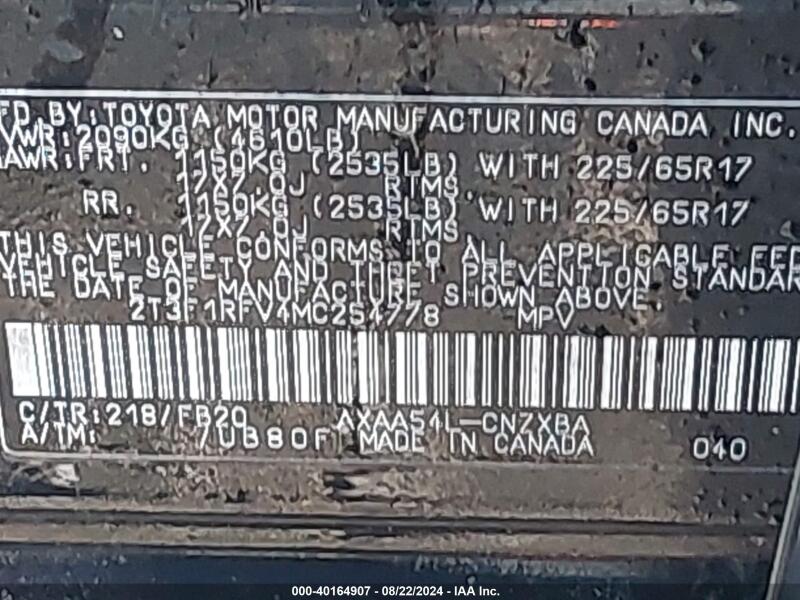 FD.BY:TOYOTA MOTOR MANUFACTURING CANADA INC.
VWR:2090KG (4610LB)
AWR:FRT. 1150KG (2535LB) WITH 225/65R17
17X7.0J RIMS
RR. 1150KG (2535LB) WITH 225/65R17
17X7.0J RIMS
THIS VEHICLE CONFORMS TO ALL APPLICABLE FED
VEHICLE SAFETY AND THEFT PREVENTION STANDAR
THE DATE OF MANUFACTURE SHOWN ABOVE.
2T3F1RFV4MC254778 MPV
C/TR:218/FB20 AXAA54L-CNZXBA
A/TM: /UB80F MADE IN CANADA 040
000-40164907 - 08/22/2024 - IAA Inc.